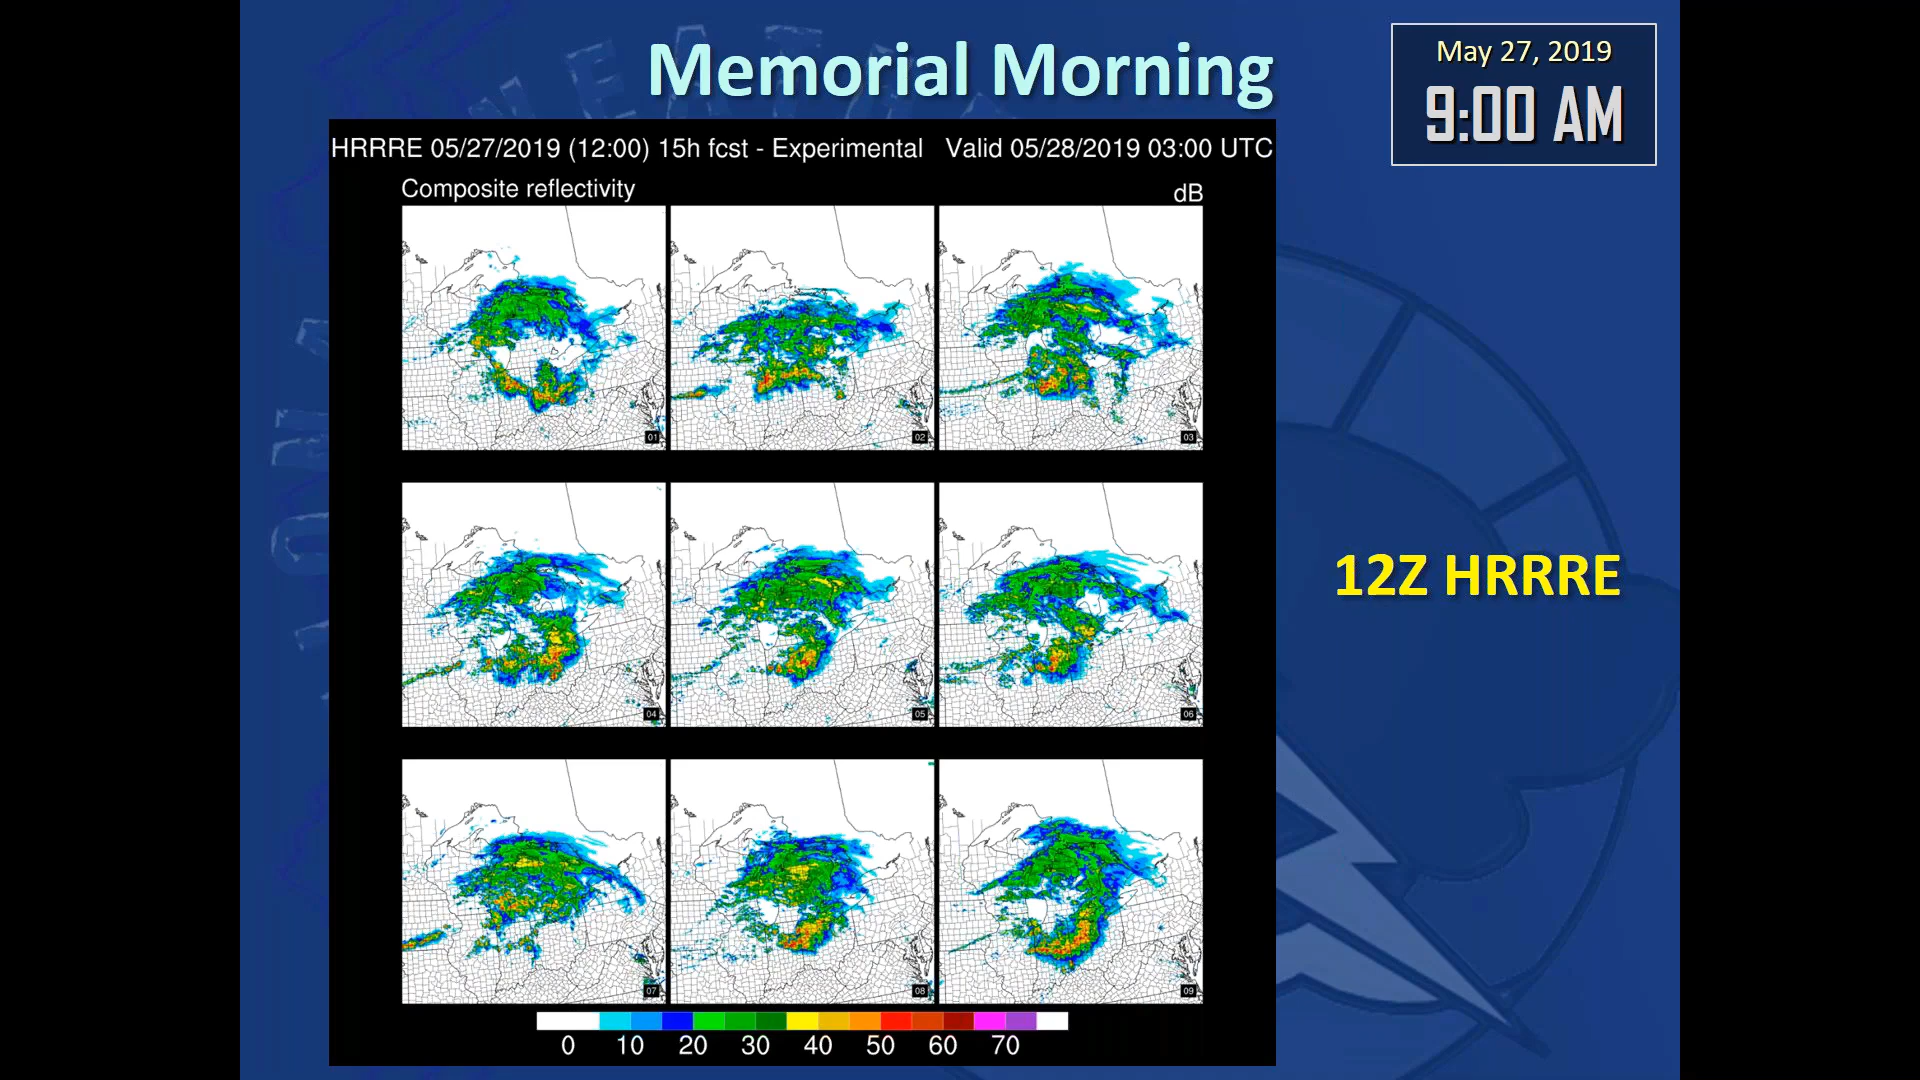 Memorial Morning
May 27, 2019
9:00 AM
HRRRE 05/27/2019 (12:00) 15h fcst - Experimental Valid 05/28/2019 03:00 UTC
Composite reflectivity
dB
01
02
03
04
05
06
07
08
09
12Z HRRRE
0 10 20 30 40 50 60 70